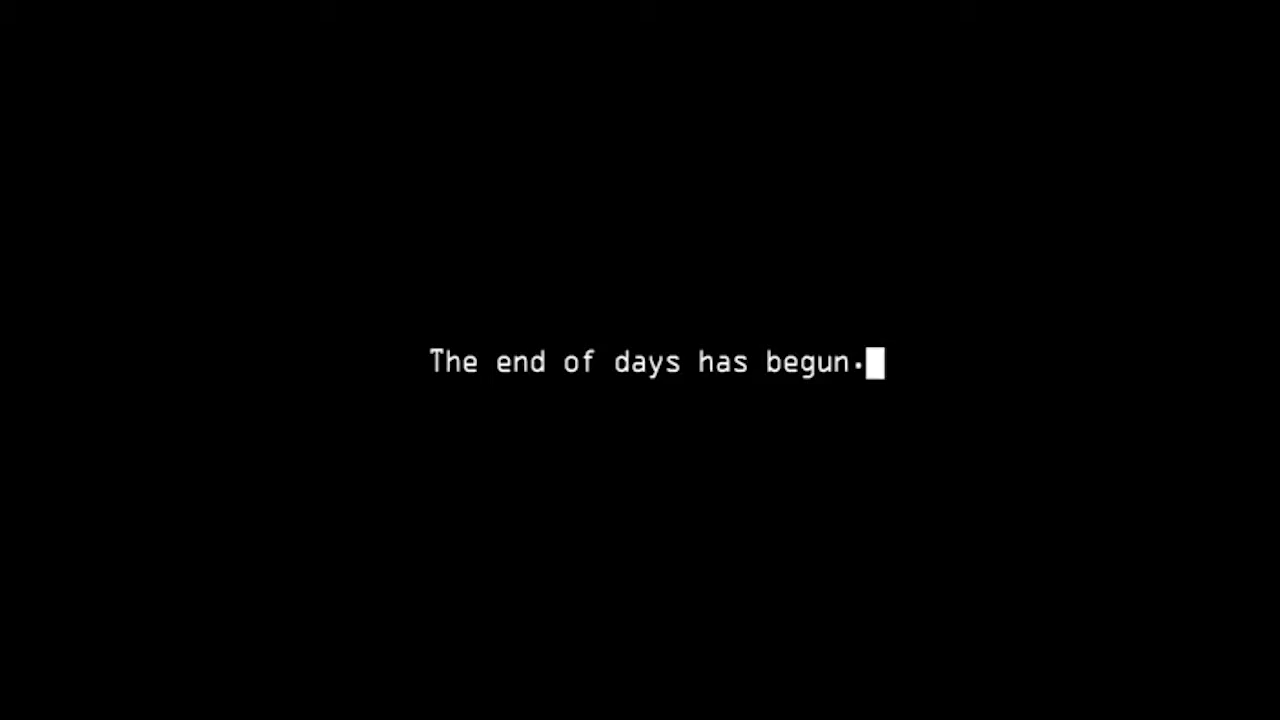 The end of days has begun.